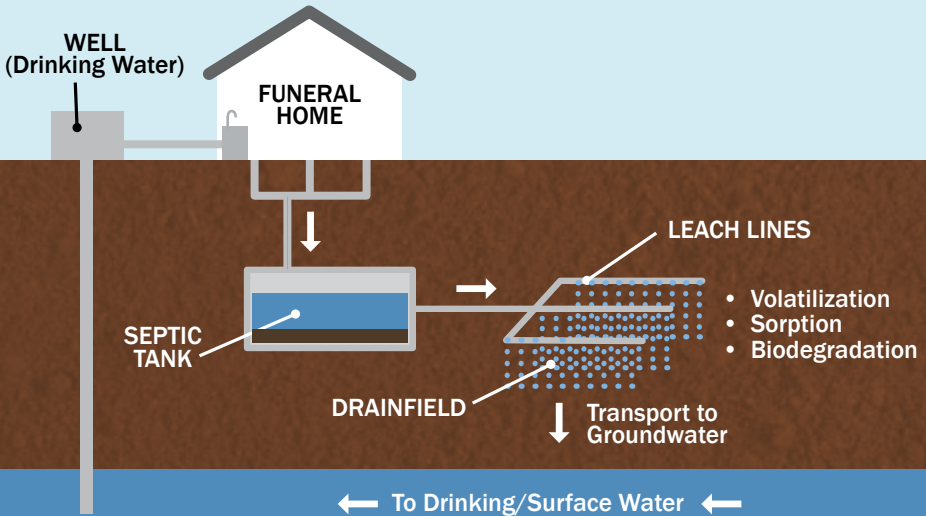 WELL
(Drinking Water)
FUNERAL
HOME
LEACH LINES
• Volatilization
• Sorption
• Biodegradation
SEPTIC
TANK
DRAINFIELD
Transport to
Groundwater
To Drinking/Surface Water